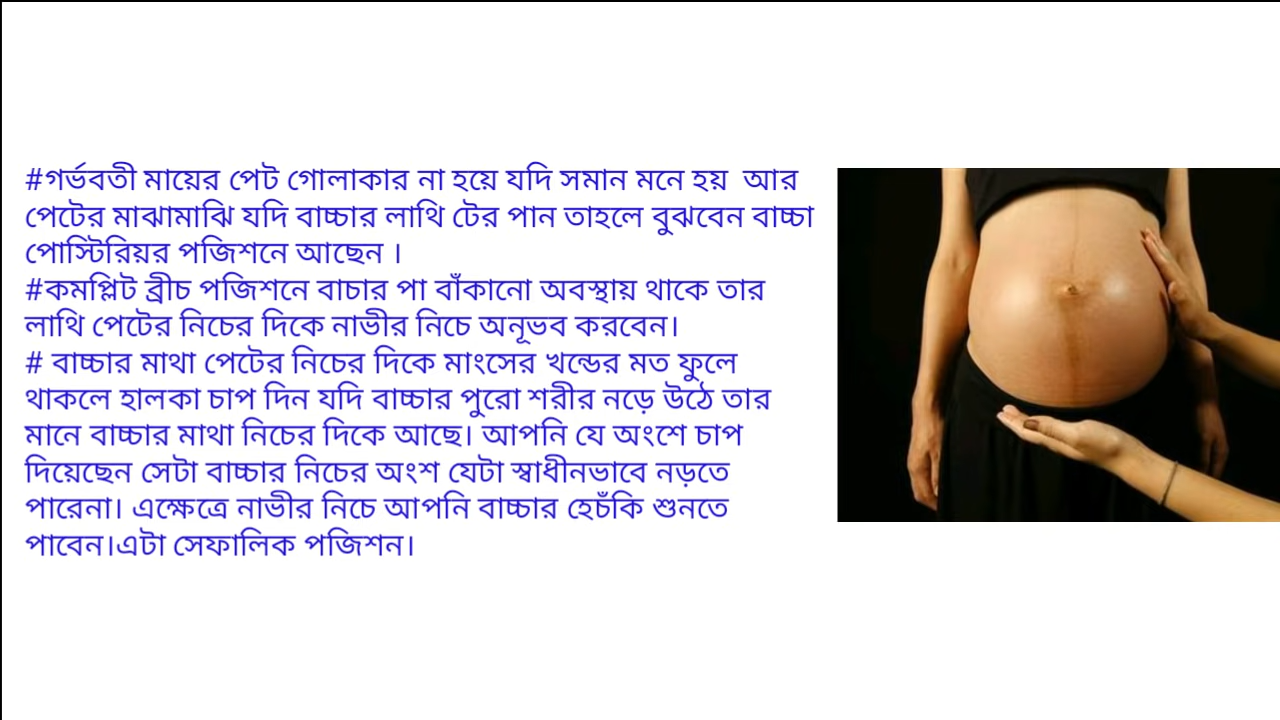 #গর্ভবতী মায়ের পেট গোলাকার না হয়ে যদি সমান মনে হয়  আর
পেটের মাঝামাঝি যদি বাচ্চার লাথি টের পান তাহলে বুঝবেন বাচ্চা
পোস্টিরিয়র পজিশনে আছেন ।
#কমপ্লিট ব্রীচ পজিশনে বাচার পা বাঁকানো অবস্থায় থাকে তার
লাথি পেটের নিচের দিকে নাভীর নিচে অনূভব করবেন।
# বাচ্চার মাথা পেটের নিচের দিকে মাংসের খন্ডের মত ফুলে
থাকলে হালকা চাপ দিন যদি বাচ্চার পুরো শরীর নড়ে উঠে তার
মানে বাচ্চার মাথা নিচের দিকে আছে। আপনি যে অংশে চাপ
দিয়েছেন সেটা বাচ্চার নিচের অংশ যেটা স্বাধীনভাবে নড়তে
পারেনা। এক্ষেত্রে নাভীর নিচে আপনি বাচ্চার হেচঁকি শুনতে
পাবেন।এটা সেফালিক পজিশন।